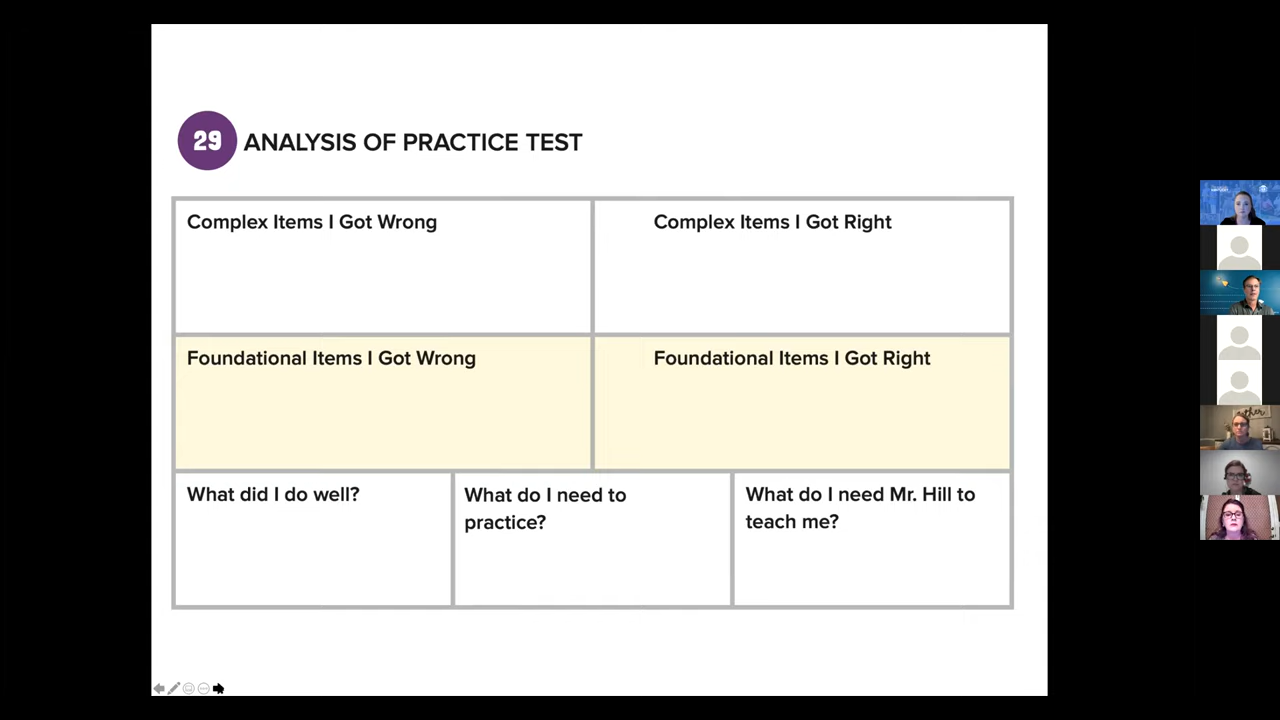 29 ANALYSIS OF PRACTICE TEST
Complex Items I Got Wrong
Complex Items I Got Right
Foundational Items I Got Wrong
Foundational Items I Got Right
What did I do well?
What do I need to
practice?
What do I need Mr. Hill to
teach me?